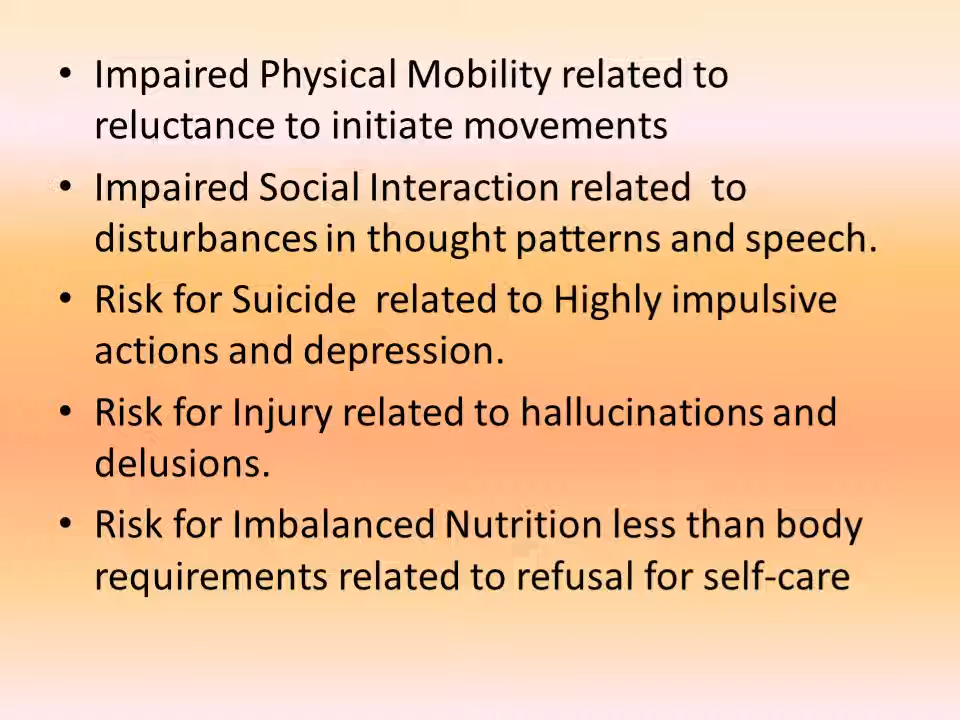 • Impaired Physical Mobility related to
reluctance to initiate movements
• Impaired Social Interaction related  to
disturbances in thought patterns and speech.
• Risk for Suicide  related to Highly impulsive
actions and depression.
• Risk for Injury related to hallucinations and
delusions.
• Risk for Imbalanced Nutrition less than body
requirements related to refusal for self-care